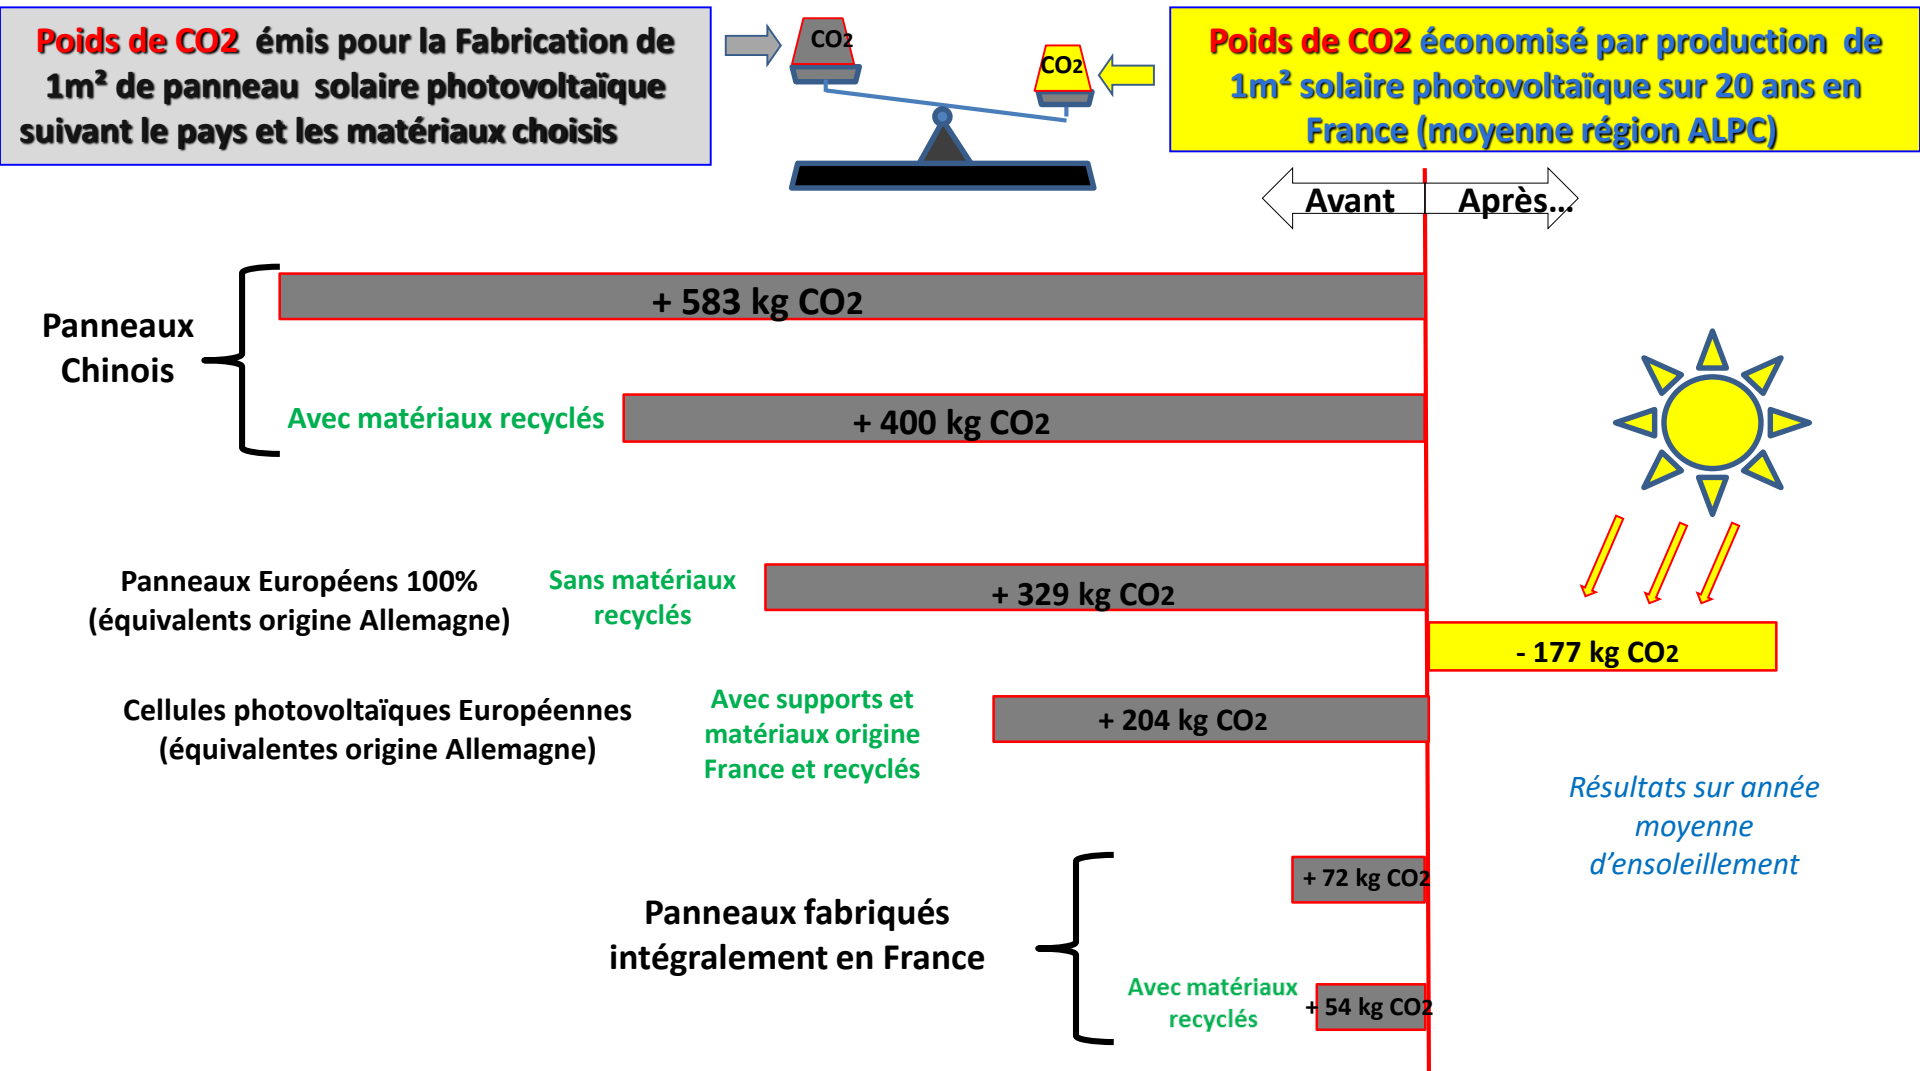 Poids de CO2 émis pour la Fabrication de
1m² de panneau solaire photovoltaïque
suivant le pays et les matériaux choisis
CO2
CO2
Poids de CO2 économisé par production de
1m² solaire photovoltaïque sur 20 ans en
France (moyenne région ALPC)
Avant
Après...
+ 583 kg CO2
Panneaux
Chinois
Avec matériaux recyclés
+ 400 kg CO2
Panneaux Européens 100%
(équivalents origine Allemagne)
Sans matériaux
recyclés
+ 329 kg CO2
- 177 kg CO2
Cellules photovoltaïques Européennes
(équivalentes origine Allemagne)
Avec supports et
matériaux origine
France et recyclés
+ 204 kg CO2
Résultats sur année
moyenne
d’ensoleillement
+ 72 kg CO2
Panneaux fabriqués
intégralement en France
Avec matériaux
recyclés
+ 54 kg CO2